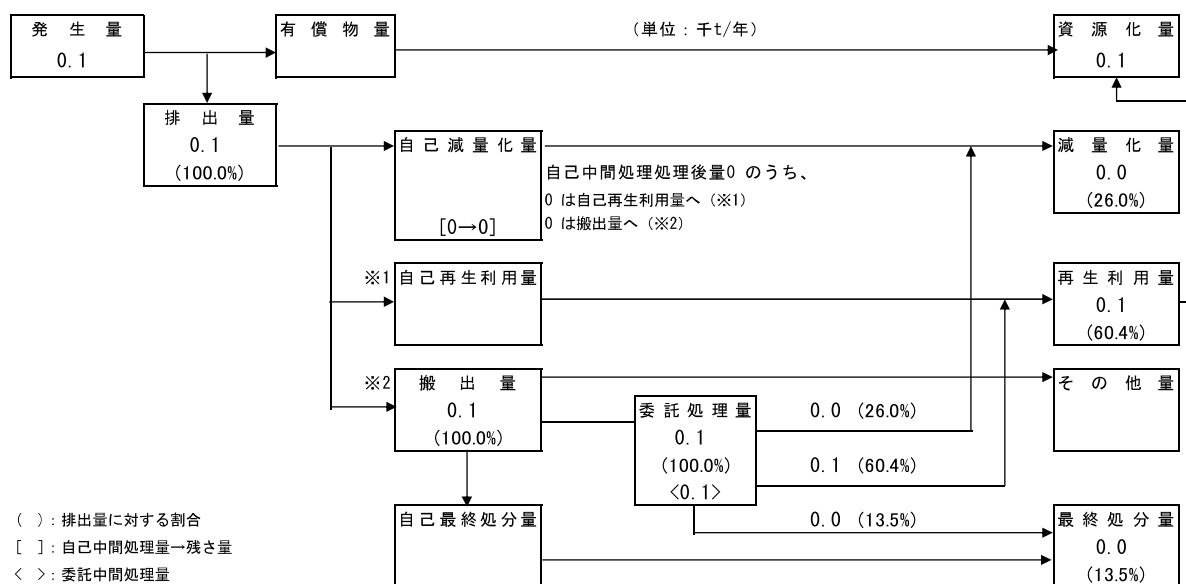 発生量
0.1
有償物量
(単位:千t/年)
資源化量
0.1
排出量
0.1
(100.0%)
自己減量化量
[0→0]
自己中間処理処理後量0 のうち、
0 は自己再生利用量へ (※1)
0 は搬出量へ (※2)
減量化量
0.0
(26.0%)
※1
自己再生利用量
再生利用量
0.1
(60.4%)
※2
搬出量
0.1
(100.0%)
委託処理量
0.1
(100.0%)
<0.1>
0.0 (26.0%)
0.1 (60.4%)
0.0 (13.5%)
その他量
自己最終処分量
最終処分量
0.0
(13.5%)
( ):排出量に対する割合
[ ]:自己中間処理量→残さ量
< >:委託中間処理量